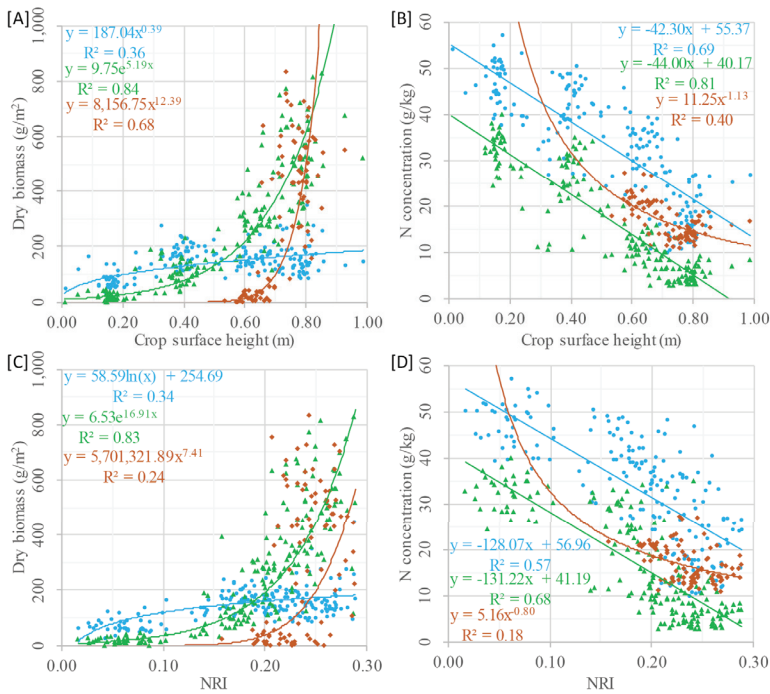 [A]
1,000
800
600
400
200
0
Dry biomass (g/m²)
y = 187.04x^0.39
R² = 0.36
y = 9.75e^5.19x
R² = 0.84
y = 8,156.75x^12.39
R² = 0.68
0.00 0.20 0.40 0.60 0.80 1.00
Crop surface height (m)
[B]
60
50
40
30
20
10
0
N concentration (g/kg)
y = -42.30x + 55.37
R² = 0.69
y = -44.00x + 40.17
R² = 0.81
y = 11.25x^-1.13
R² = 0.40
0.00 0.20 0.40 0.60 0.80 1.00
Crop surface height (m)
[C]
1,000
800
600
400
200
0
Dry biomass (g/m²)
y = 58.59ln(x) + 254.69
R² = 0.34
y = 6.53e^16.91x
R² = 0.83
y = 5,701,321.89x^7.41
R² = 0.24
0.00 0.10 0.20 0.30
NRI
[D]
60
50
40
30
20
10
0
N concentration (g/kg)
y = -128.07x + 56.96
R² = 0.57
y = -131.22x + 41.19
R² = 0.68
y = 5.16x^-0.80
R² = 0.18
0.00 0.10 0.20 0.30
NRI